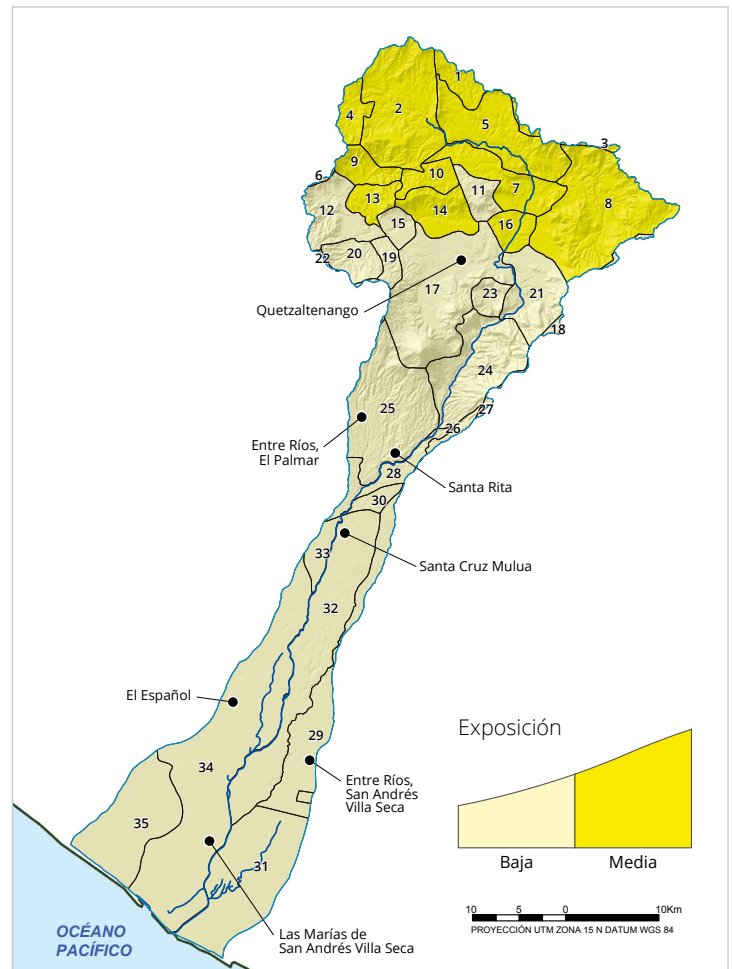 1
2
5
4
3
9
10
6
11
7
8
13
12
14
15
16
20
19
22
17
23
21
Quetzaltenango
18
24
25
27
26
Entre Ríos,
El Palmar
28
Santa Rita
30
33
Santa Cruz Mulua
32
El Español
29
34
Entre Ríos,
San Andrés
Villa Seca
35
31
Las Marías de
San Andrés Villa Seca
OCÉANO
PACÍFICO
Exposición
Baja
Media
10 5 0 10Km
PROYECCIÓN UTM ZONA 15 N DATUM WGS 84